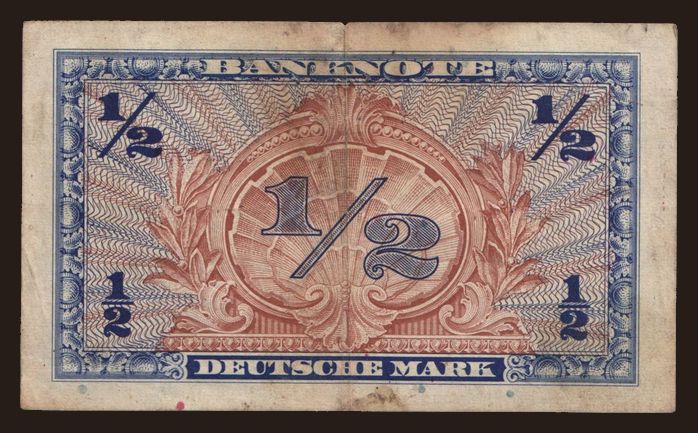 BANKNOTE
1/2 1/2
1/2
1/2 1/2
DEUTSCHE MARK